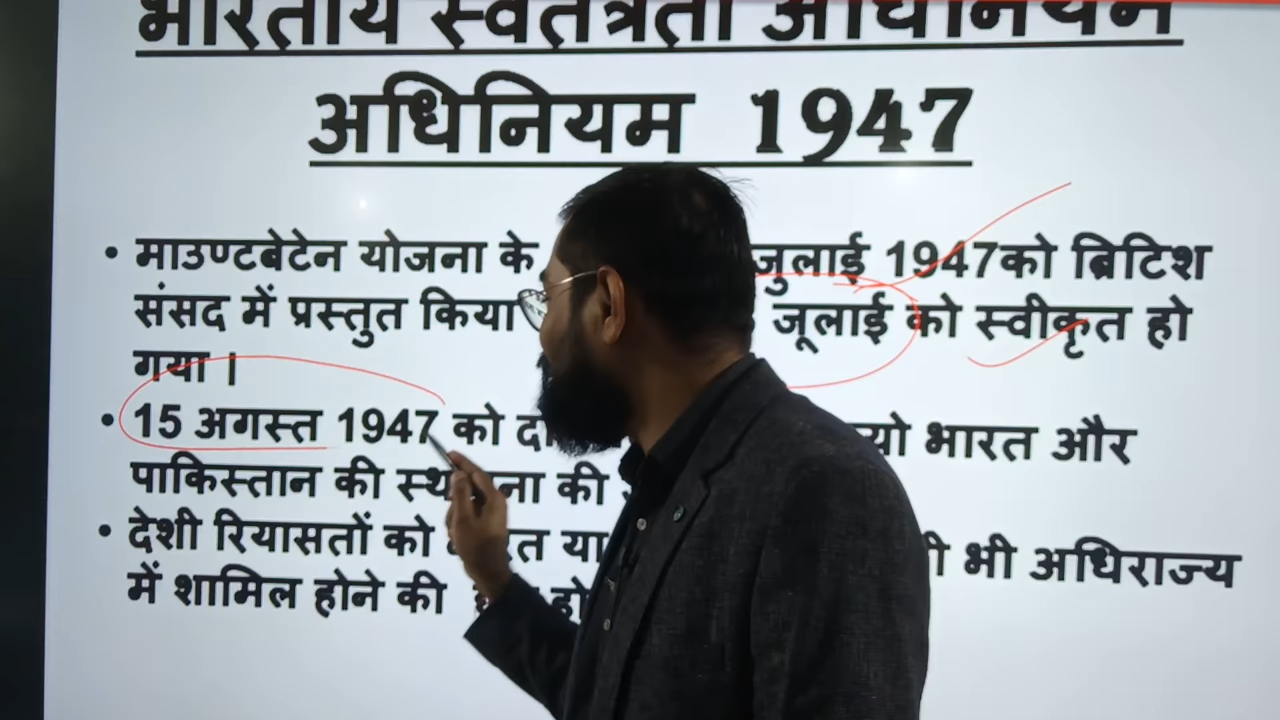 भारतीय स्वतंत्रता अधिनियम
अधिनियम 1947
• माउण्टबेटेन योजना के जुलाई 1947को ब्रिटिश
संसद में प्रस्तुत किया जूलाई को स्वीकृत हो
गया ।
• 15 अगस्त 1947 को भारत और
पाकिस्तान की की
• देशी रियासतों को या भी अधिराज्य
में शामिल होने की